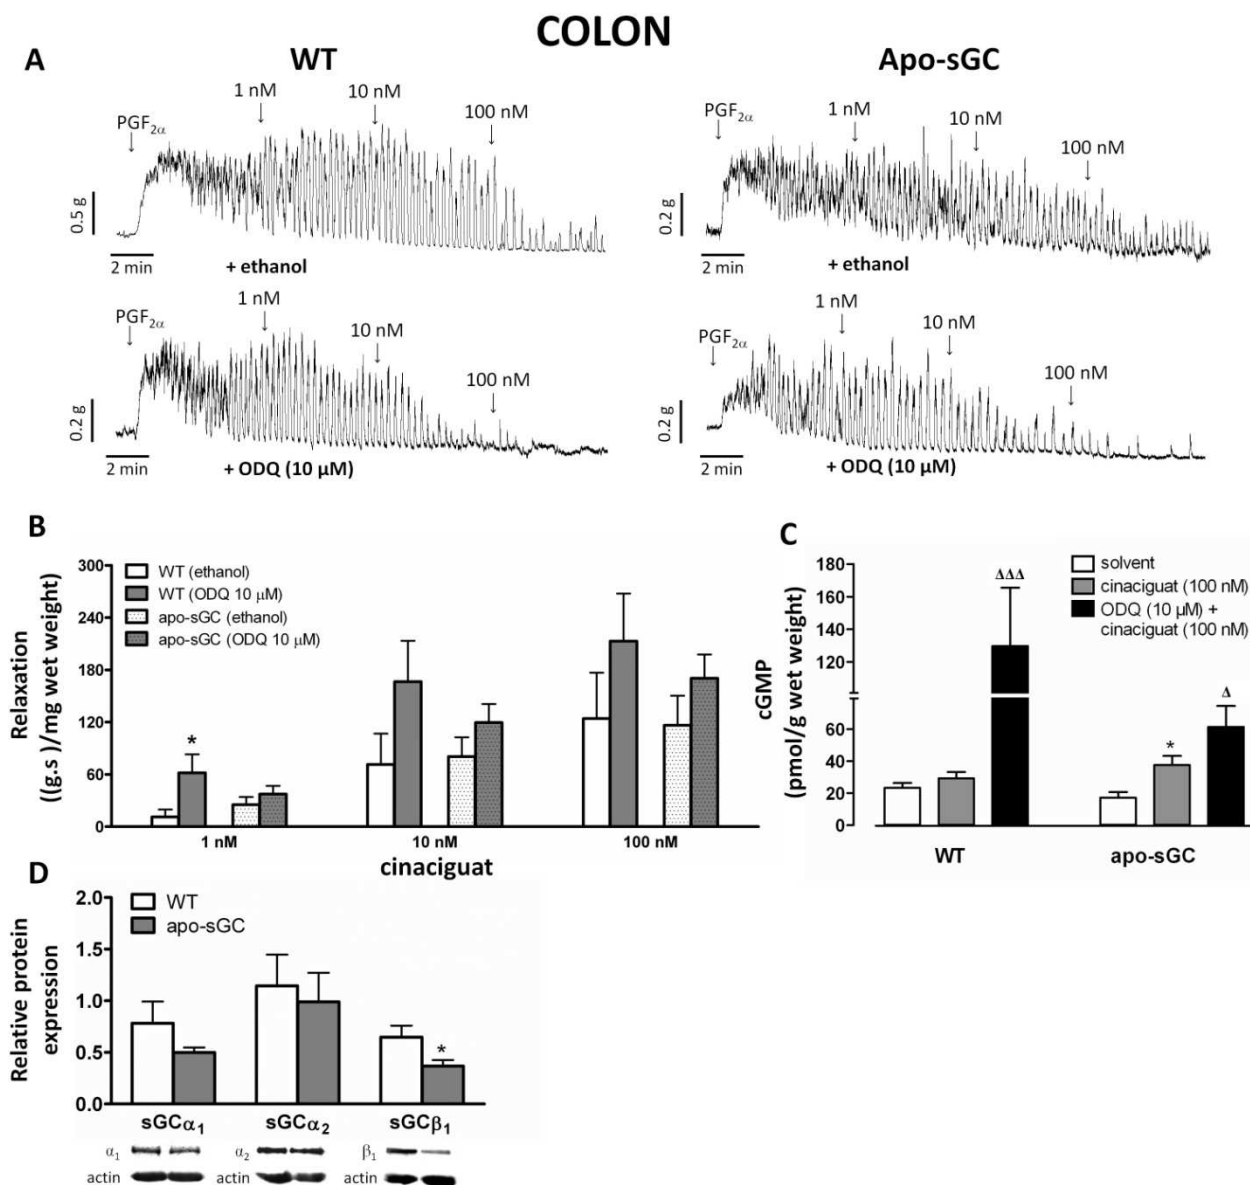 COLON
A
WT
Apo-sGC
PGF2α
1 nM
10 nM
100 nM
0.5 g
2 min
+ ethanol
PGF2α
1 nM
10 nM
100 nM
0.2 g
2 min
+ ethanol
PGF2α
1 nM
10 nM
100 nM
0.2 g
2 min
+ ODQ (10 μM)
PGF2α
1 nM
10 nM
100 nM
0.2 g
2 min
+ ODQ (10 μM)
B
Relaxation
((g.s )/mg wet weight)
300
240
180
120
60
0
WT (ethanol)
WT (ODQ 10 μM)
apo-sGC (ethanol)
apo-sGC (ODQ 10 μM)
*
1 nM
10 nM
100 nM
cinaciguat
C
cGMP
(pmol/g wet weight)
180
160
140
120
60
40
20
0
solvent
cinaciguat (100 nM)
ODQ (10 μM) +
cinaciguat (100 nM)
ΔΔΔ
*
Δ
WT
apo-sGC
D
Relative protein
expression
2.0
1.5
1.0
0.5
0.0
WT
apo-sGC
*
sGCα1
sGCα2
sGCβ1
α1
α2
β1
actin
actin
actin